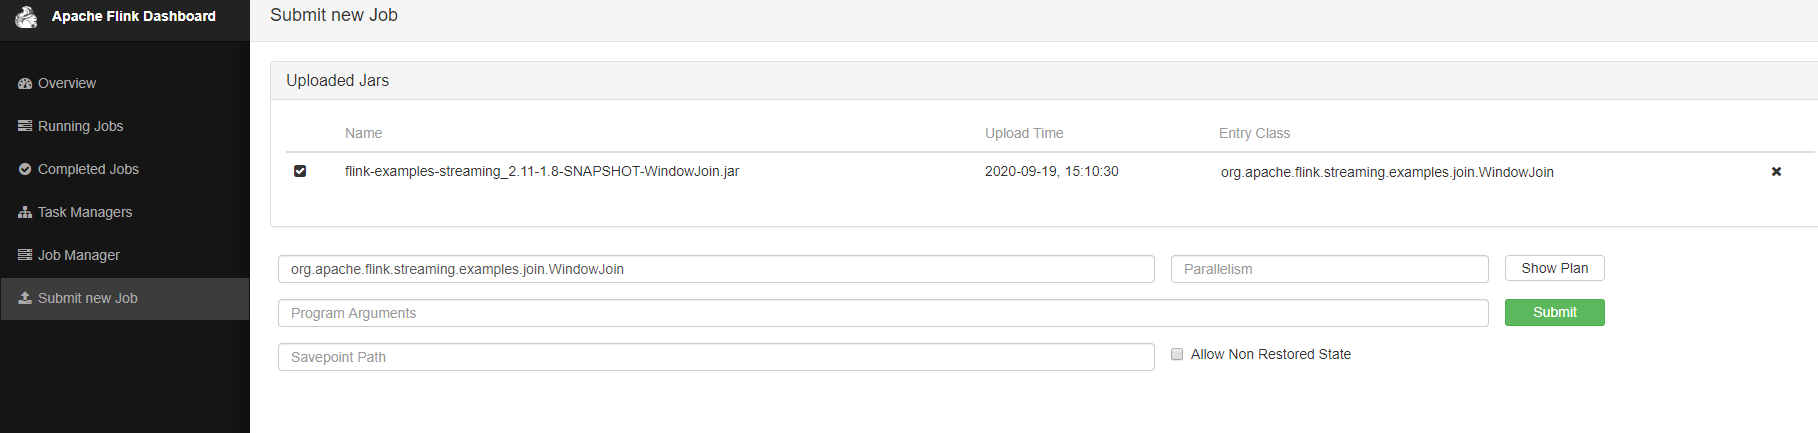 Apache Flink Dashboard
Submit new Job
Overview
Running Jobs
Completed Jobs
Task Managers
Job Manager
Submit new Job
Uploaded Jars
Name Upload Time Entry Class
flink-examples-streaming_2.11-1.8-SNAPSHOT-WindowJoin.jar 2020-09-19, 15:10:30 org.apache.flink.streaming.examples.join.WindowJoin
org.apache.flink.streaming.examples.join.WindowJoin Parallelism Show Plan
Program Arguments Submit
Savepoint Path Allow Non Restored State